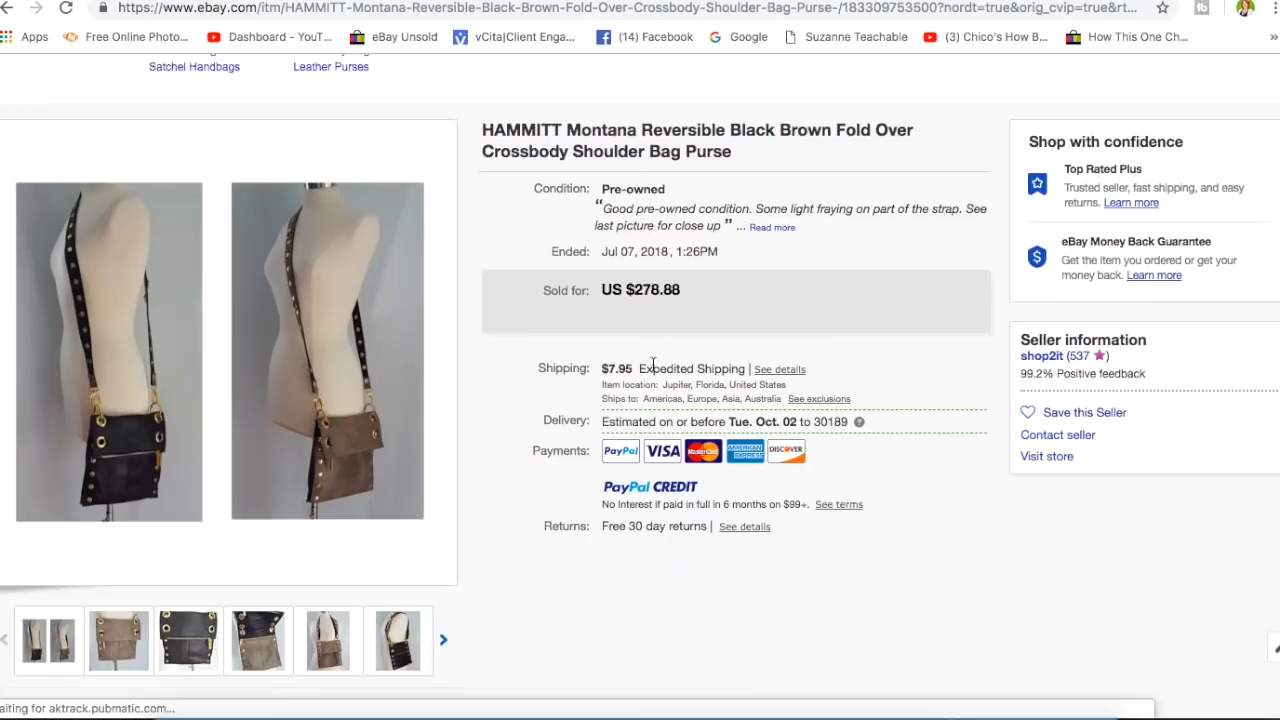 https://www.ebay.com/itm/HAMMITT-Montana-Reversible-Black-Brown-Fold-Over-Crossbody-Shoulder-Bag-Purse-/183309753500?nordt=true&orig_cvip=true&rt...
Apps Free Online Photo... Dashboard - YouT... eBay Unsold vCita|Client Enga... (14) Facebook Google Suzanne Teachable (3) Chico's How B... How This One Ch... »
Satchel Handbags Leather Purses
HAMMITT Montana Reversible Black Brown Fold Over
Crossbody Shoulder Bag Purse
Condition: Pre-owned
“Good pre-owned condition. Some light fraying on part of the strap. See
last picture for close up ” ... Read more
Ended: Jul 07, 2018 , 1:26PM
Sold for: US $278.88
Shipping: $7.95 Expedited Shipping | See details
Item location: Jupiter, Florida, United States
Ships to: Americas, Europe, Asia, Australia See exclusions
Delivery: Estimated on or before Tue. Oct. 02 to 30189 ?
Payments: PayPal VISA MasterCard AMERICAN EXPRESS DISCOVER
PayPal CREDIT
No Interest if paid in full in 6 months on $99+. See terms
Returns: Free 30 day returns | See details
Shop with confidence
Top Rated Plus
Trusted seller, fast shipping, and easy
returns. Learn more
eBay Money Back Guarantee
Get the item you ordered or get your
money back. Learn more
Seller information
shop2it (537 ★)
99.2% Positive feedback
Save this Seller
Contact seller
Visit store
aiting for aktrack.pubmatic.com...